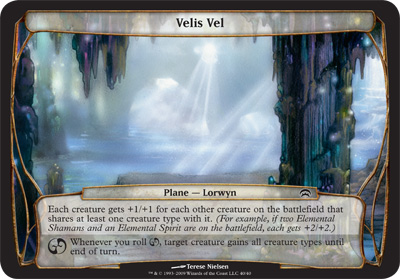 Velis Vel
Plane — Lorwyn
Each creature gets +1/+1 for each other creature on the battlefield that
shares at least one creature type with it. (For example, if two Elemental
Shamans and an Elemental Spirit are on the battlefield, each gets +2/+2.)
Whenever you roll , target creature gains all creature types until
end of turn.
Terese Nielsen
™ & © 1993–2009 Wizards of the Coast LLC 40/40